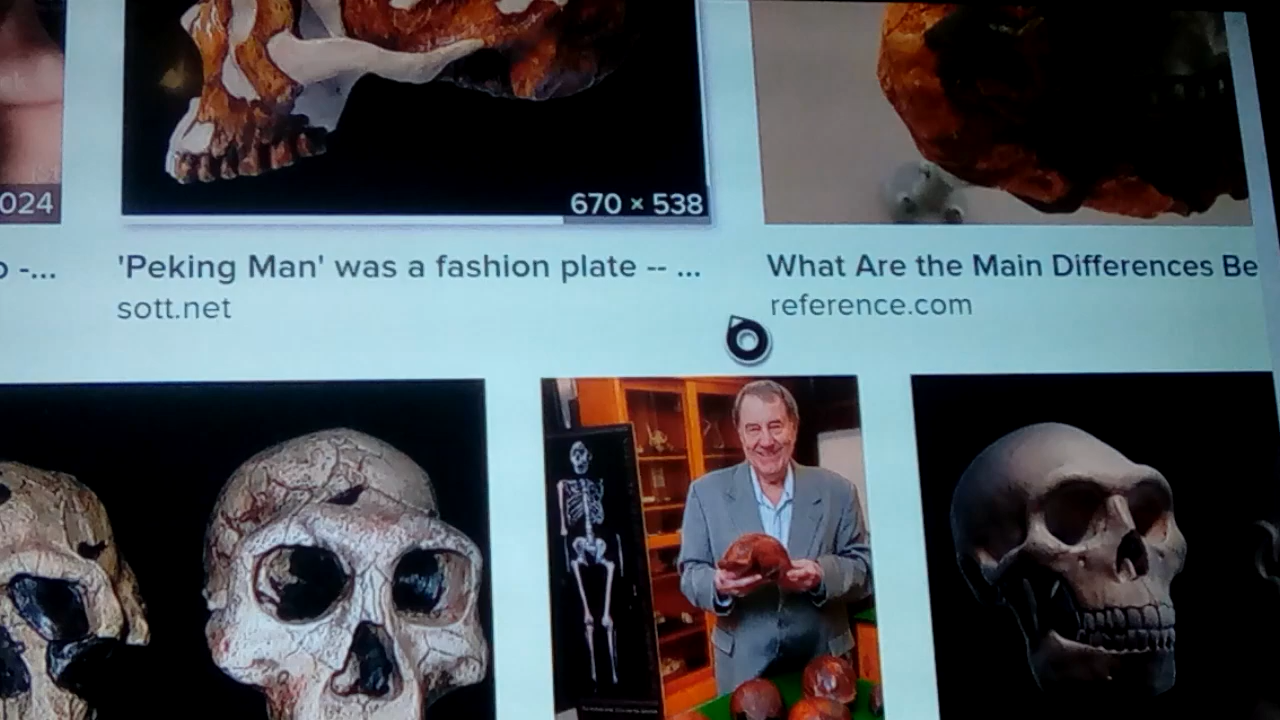 024
670 × 538
o -...
'Peking Man' was a fashion plate -- ...
What Are the Main Differences Be
sott.net
reference.com